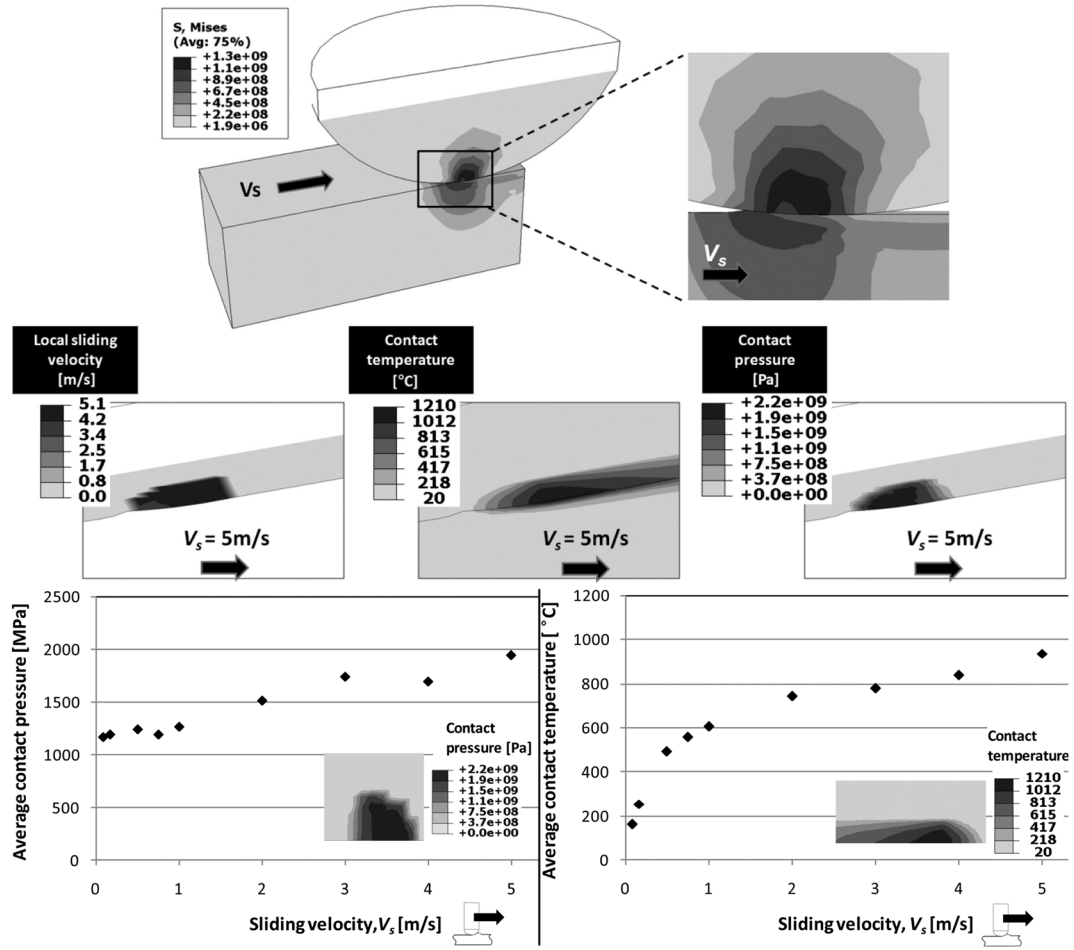 S, Mises
(Avg: 75%)
+1.3e+09
+1.1e+09
+8.9e+08
+6.7e+08
+4.5e+08
+2.2e+08
+1.9e+06
Vs
Vs
Local sliding
velocity
[m/s]
5.1
4.2
3.4
2.5
1.7
0.8
0.0
Vs = 5m/s
Contact
temperature
[°C]
1210
1012
813
615
417
218
20
Vs = 5m/s
Contact
pressure
[Pa]
+2.2e+09
+1.9e+09
+1.5e+09
+1.1e+09
+7.5e+08
+3.7e+08
+0.0e+00
Vs = 5m/s
Average contact pressure [MPa]
2500
2000
1500
1000
500
0
0 1 2 3 4 5
Sliding velocity, Vs [m/s]
Contact
pressure [Pa]
+2.2e+09
+1.9e+09
+1.5e+09
+1.1e+09
+7.5e+08
+3.7e+08
+0.0e+00
Average contact temperature [ °C]
1200
1000
800
600
400
200
0
0 1 2 3 4 5
Sliding velocity, Vs [m/s]
Contact
temperature
1210
1012
813
615
417
218
20